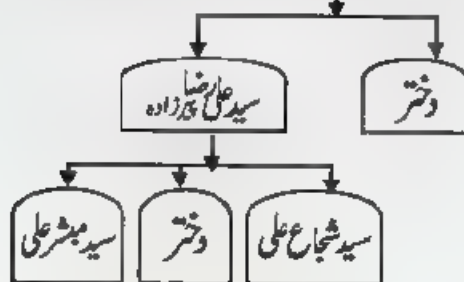 دختر
سید علی رضا
پیرزادہ
سید شجاع علی
دختر
سید مبشر علی